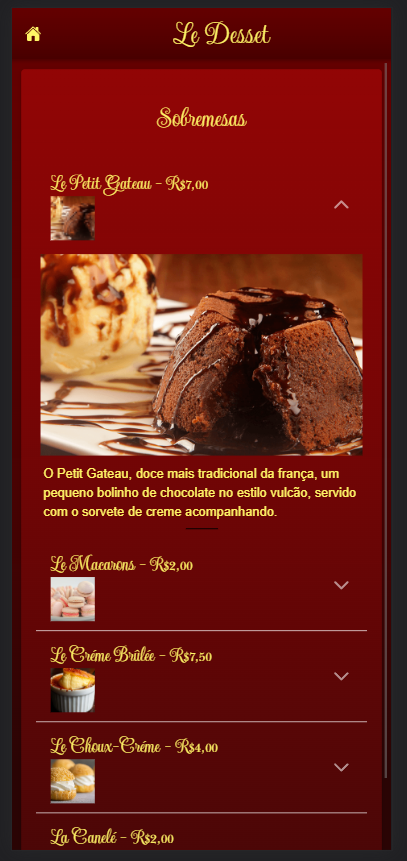 Le Desset
Sobremesas
Le Petit Gateau - R$7,00
O Petit Gateau, doce mais tradicional da frança, um
pequeno bolinho de chocolate no estilo vulcão, servido
com o sorvete de creme acompanhando.
Le Macarons - R$2,00
Le Créme Brûlée - R$7,50
Le Choux-Créme - R$4,00
La Canelé - R$2,00